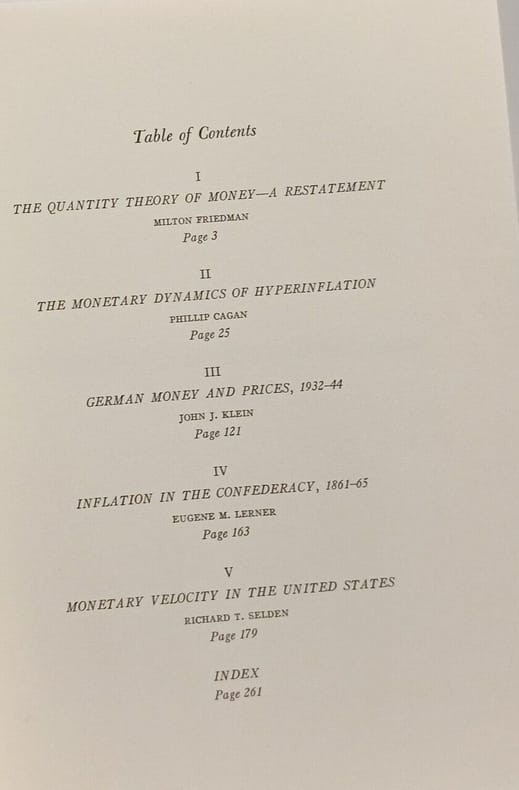 Table of Contents
I
THE QUANTITY THEORY OF MONEY—A RESTATEMENT
MILTON FRIEDMAN
Page 3
II
THE MONETARY DYNAMICS OF HYPERINFLATION
PHILLIP CAGAN
Page 25
III
GERMAN MONEY AND PRICES, 1932–44
JOHN J. KLEIN
Page 121
IV
INFLATION IN THE CONFEDERACY, 1861–65
EUGENE M. LERNER
Page 163
V
MONETARY VELOCITY IN THE UNITED STATES
RICHARD T. SELDEN
Page 179
INDEX
Page 261